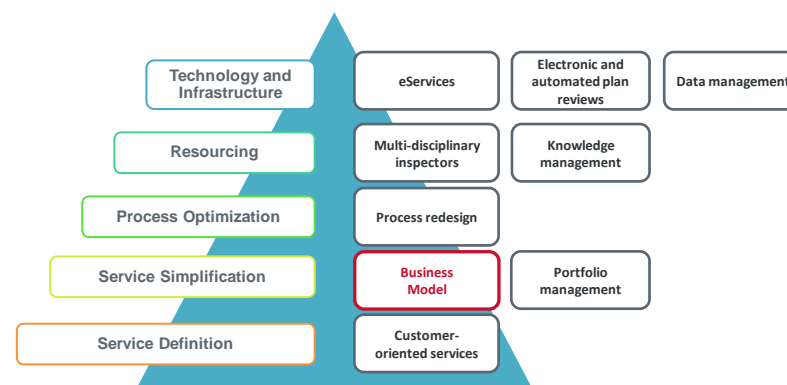 Technology and
Infrastructure
eServices
Electronic and
automated plan
reviews
Data management
Resourcing
Multi-disciplinary
inspectors
Knowledge
management
Process Optimization
Process redesign
Service Simplification
Business
Model
Portfolio
management
Service Definition
Customer-
oriented services